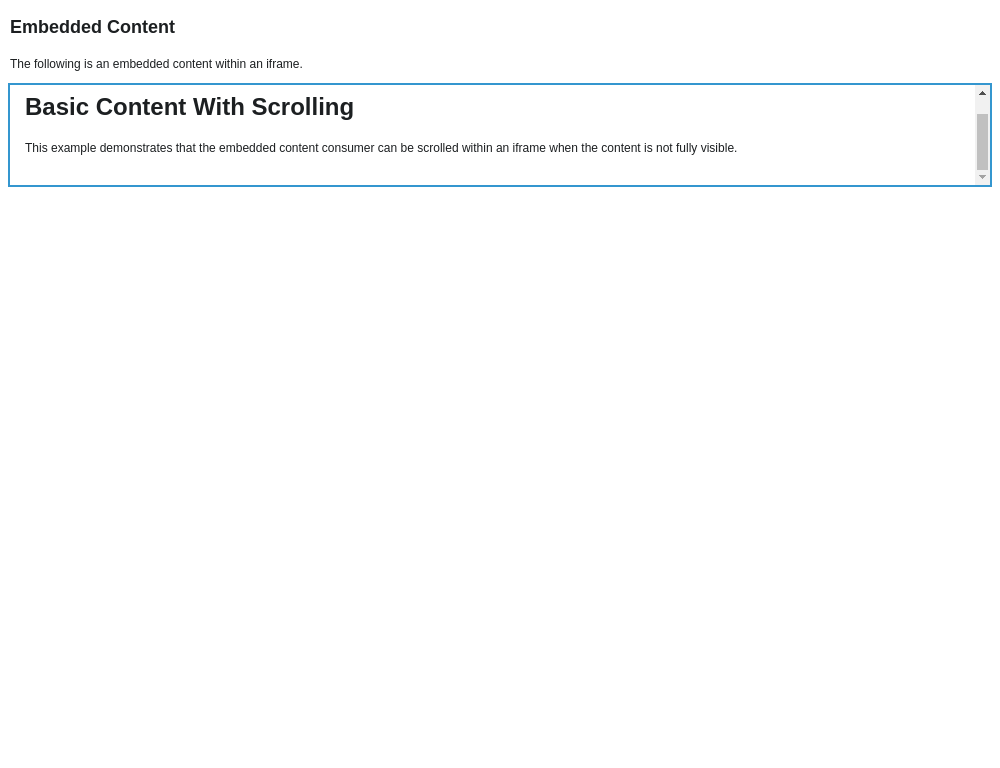 Embedded Content
The following is an embedded content within an iframe.
Basic Content With Scrolling
This example demonstrates that the embedded content consumer can be scrolled within an iframe when the content is not fully visible.